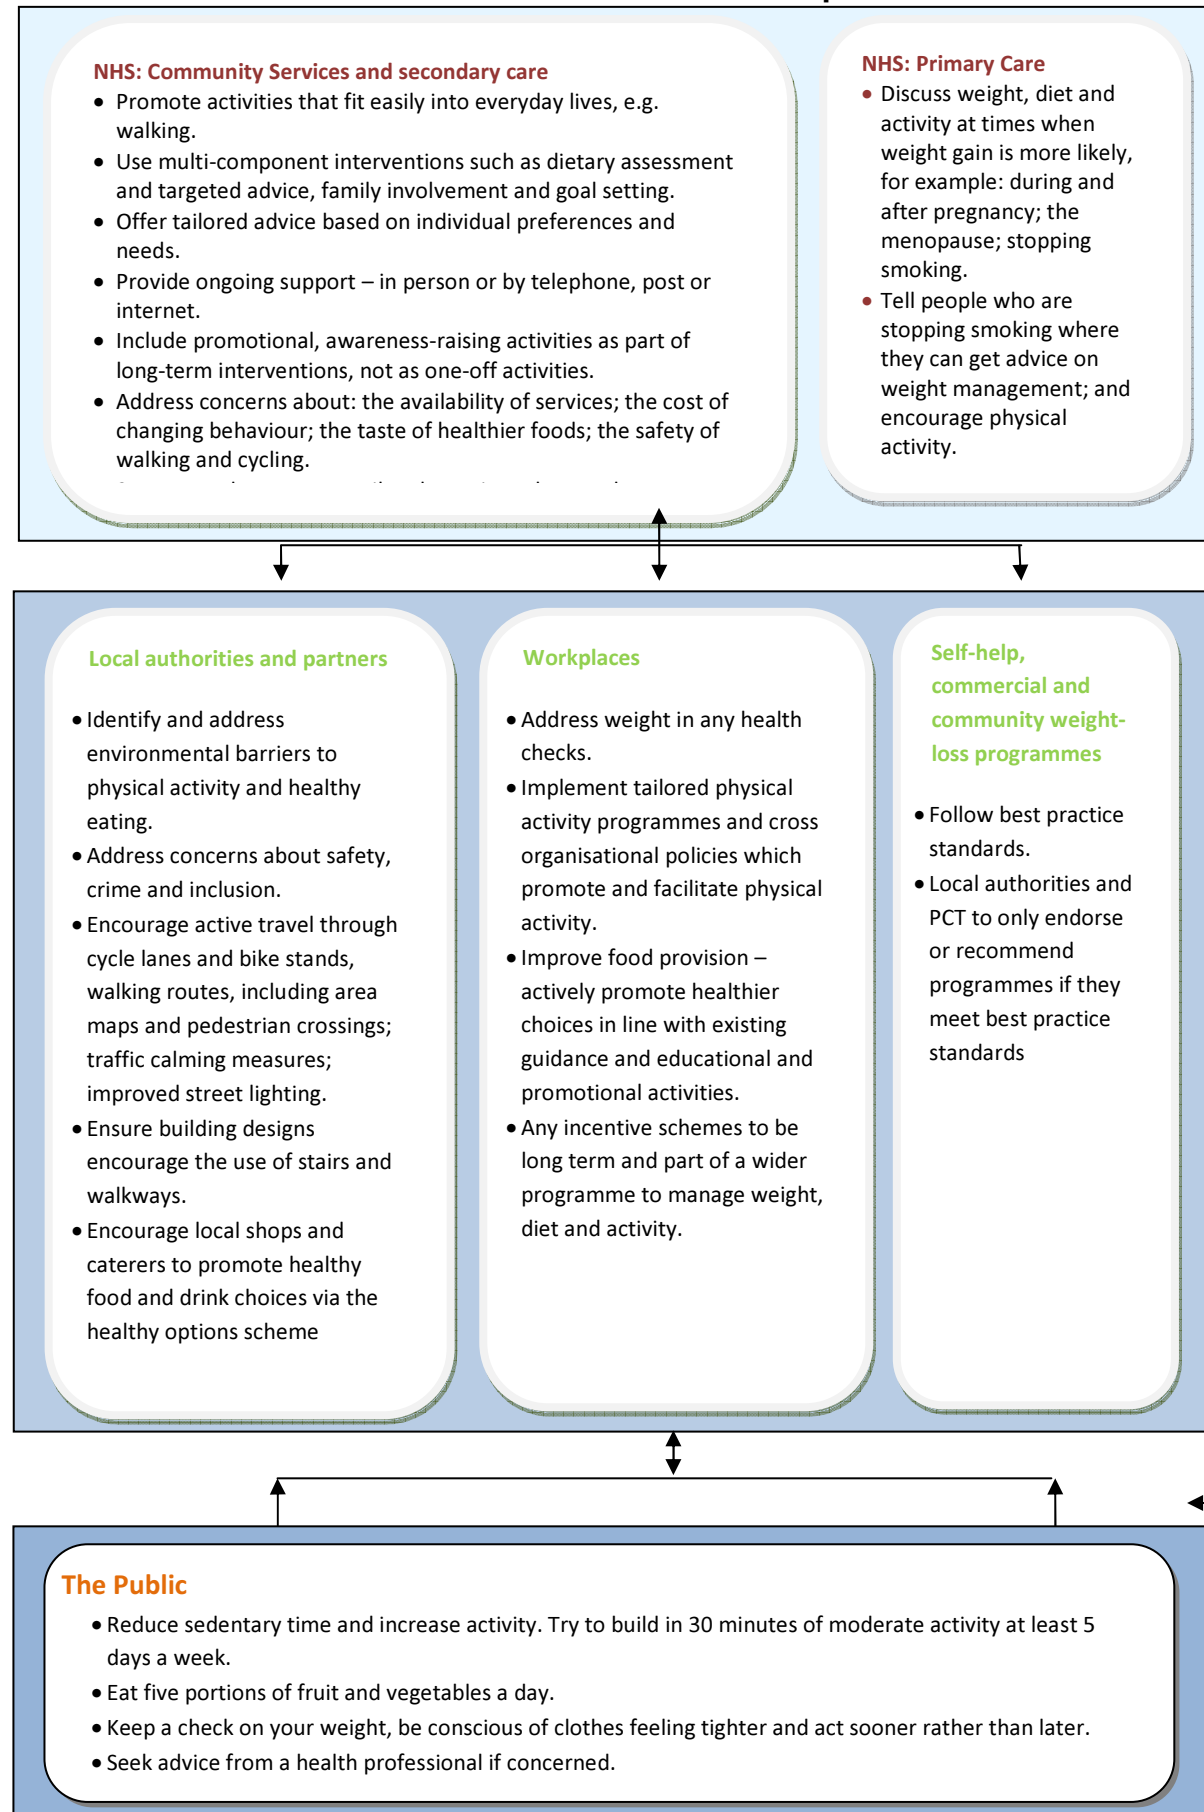 NHS: Community Services and secondary care
• Promote activities that fit easily into everyday lives, e.g.
walking.
• Use multi-component interventions such as dietary assessment
and targeted advice, family involvement and goal setting.
• Offer tailored advice based on individual preferences and
needs.
• Provide ongoing support – in person or by telephone, post or
internet.
• Include promotional, awareness-raising activities as part of
long-term interventions, not as one-off activities.
• Address concerns about: the availability of services; the cost of
changing behaviour; the taste of healthier foods; the safety of
walking and cycling.
NHS: Primary Care
• Discuss weight, diet and
activity at times when
weight gain is more likely,
for example: during and
after pregnancy; the
menopause; stopping
smoking.
• Tell people who are
stopping smoking where
they can get advice on
weight management; and
encourage physical
activity.
Local authorities and partners
• Identify and address
environmental barriers to
physical activity and healthy
eating.
• Address concerns about safety,
crime and inclusion.
• Encourage active travel through
cycle lanes and bike stands,
walking routes, including area
maps and pedestrian crossings;
traffic calming measures;
improved street lighting.
• Ensure building designs
encourage the use of stairs and
walkways.
• Encourage local shops and
caterers to promote healthy
food and drink choices via the
healthy options scheme
Workplaces
• Address weight in any health
checks.
• Implement tailored physical
activity programmes and cross
organisational policies which
promote and facilitate physical
activity.
• Improve food provision –
actively promote healthier
choices in line with existing
guidance and educational and
promotional activities.
• Any incentive schemes to be
long term and part of a wider
programme to manage weight,
diet and activity.
Self-help,
commercial and
community weight-
loss programmes
• Follow best practice
standards.
• Local authorities and
PCT to only endorse
or recommend
programmes if they
meet best practice
standards
The Public
• Reduce sedentary time and increase activity. Try to build in 30 minutes of moderate activity at least 5
days a week.
• Eat five portions of fruit and vegetables a day.
• Keep a check on your weight, be conscious of clothes feeling tighter and act sooner rather than later.
• Seek advice from a health professional if concerned.